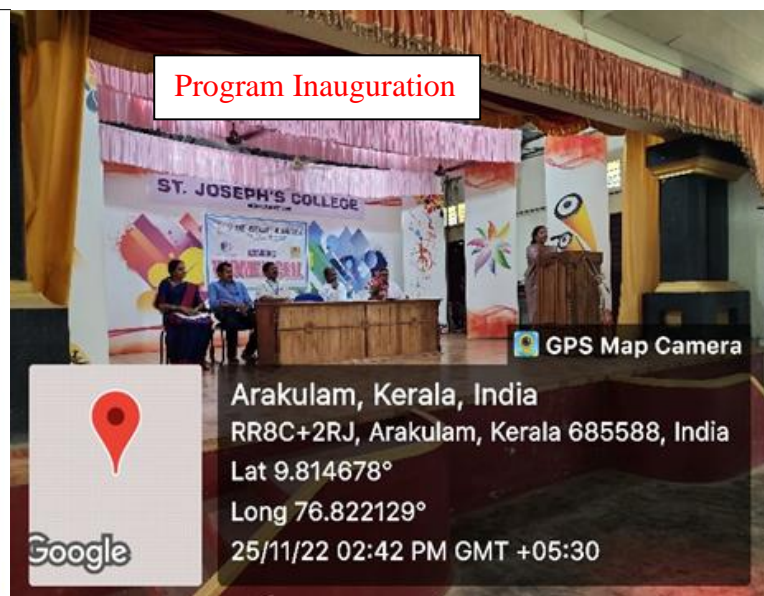 Program Inauguration
ST. JOSEPH'S COLLEGE
GPS Map Camera
Arakulam, Kerala, India
RR8C+2RJ, Arakulam, Kerala 685588, India
Lat 9.814678°
Long 76.822129°
25/11/22 02:42 PM GMT +05:30
Google